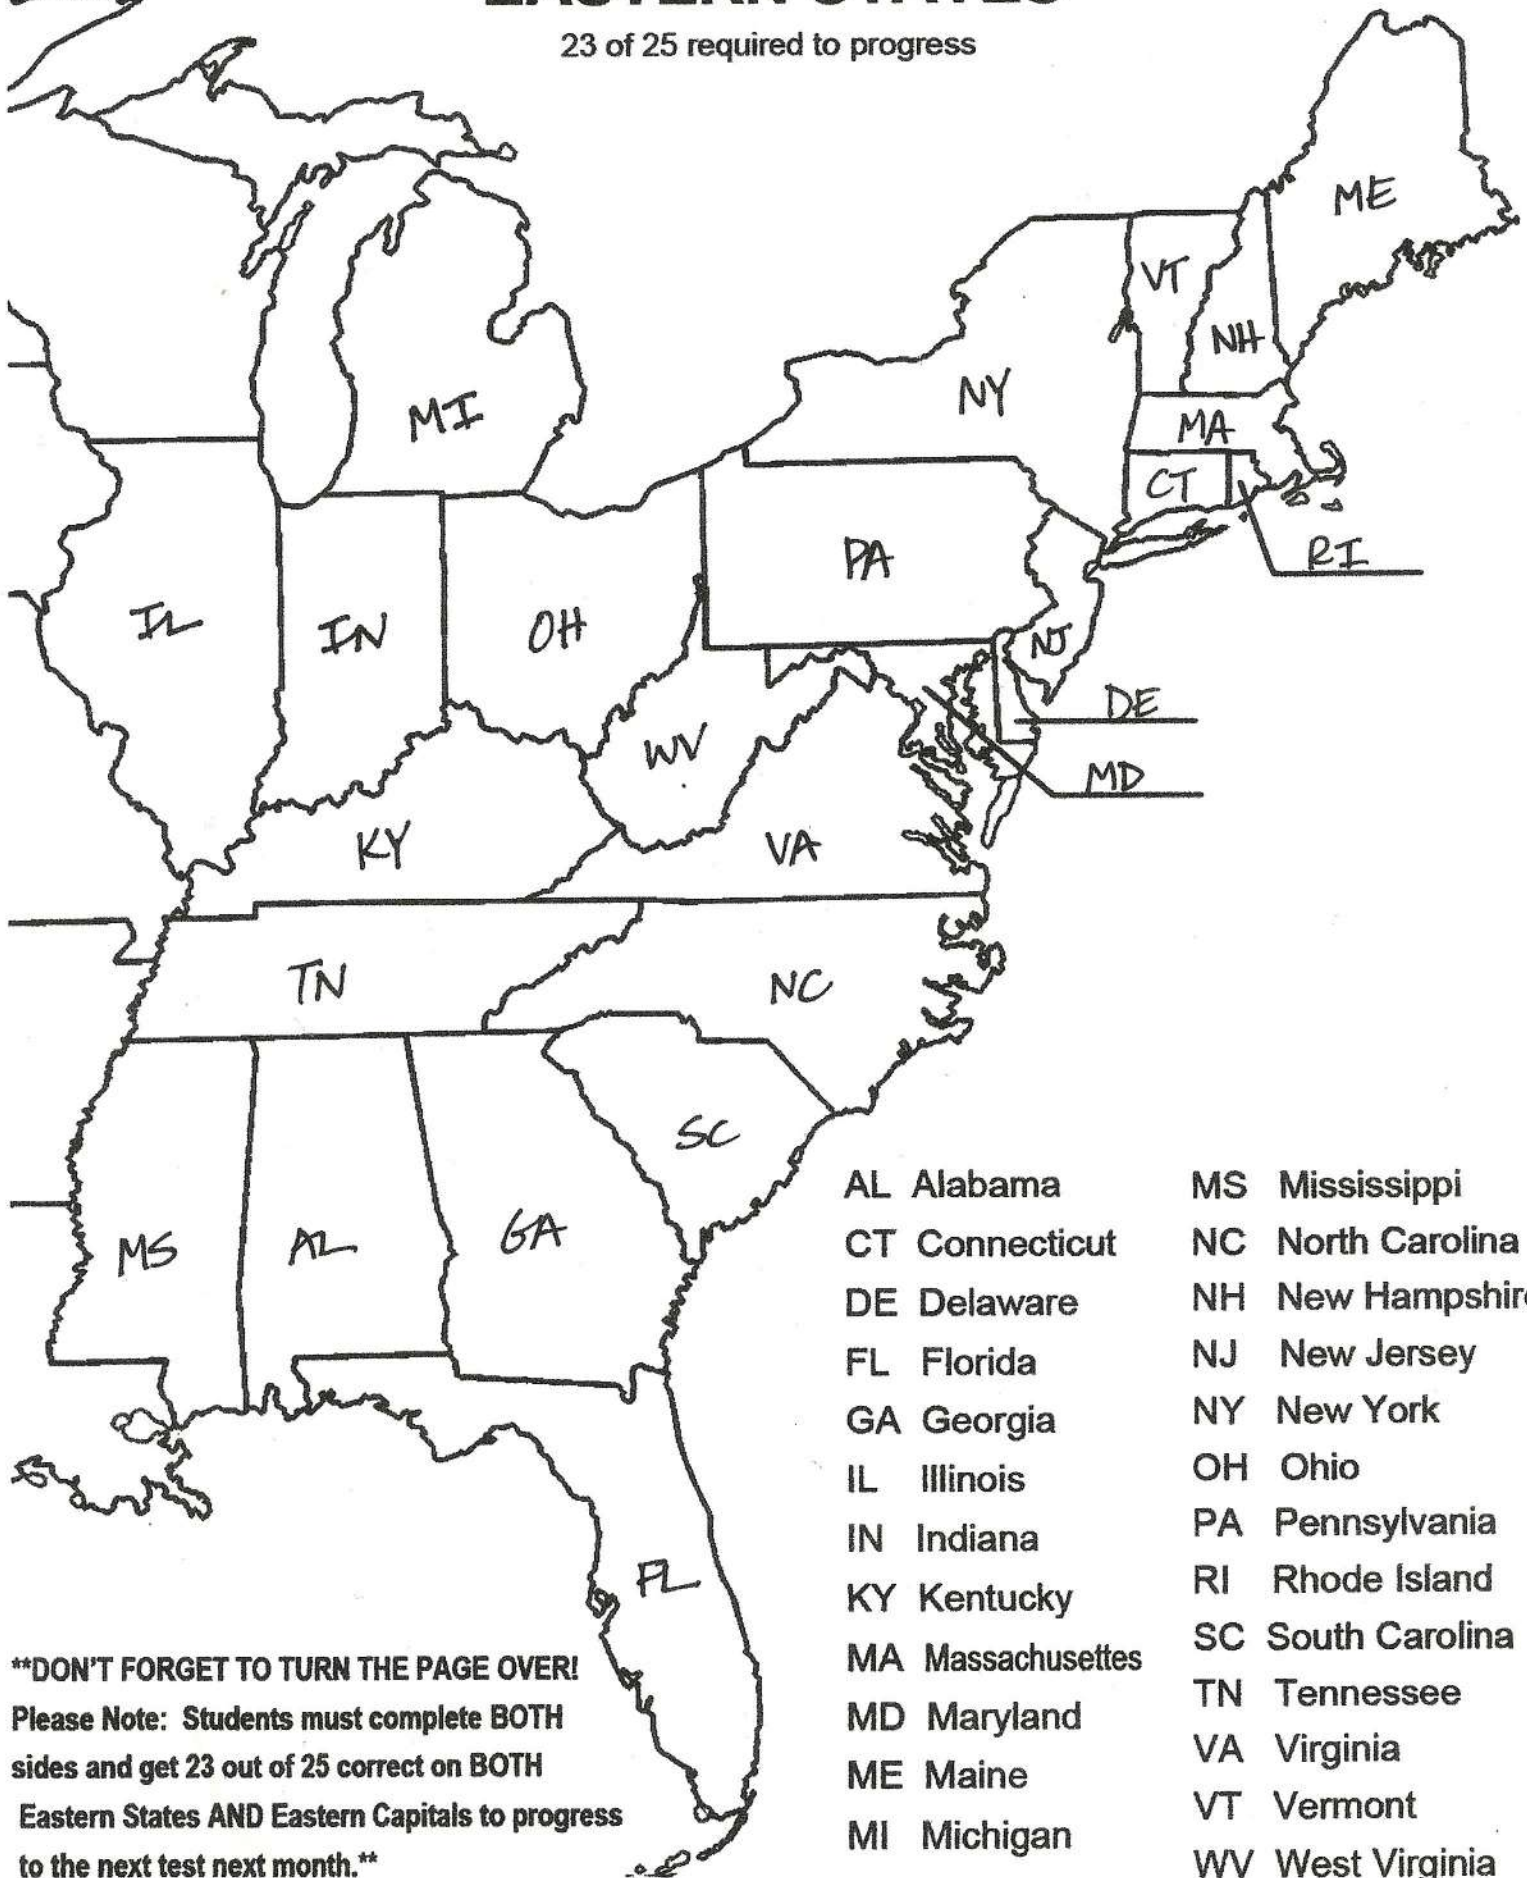 EASTERN STATES
23 of 25 required to progress
ME
VT
NH
NY
MI
MA
CT
RI
PA
IL
IN
OH
NJ
DE
WV
MD
KY
VA
TN
NC
SC
MS
AL
GA
FL
AL Alabama
CT Connecticut
DE Delaware
FL Florida
GA Georgia
IL Illinois
IN Indiana
KY Kentucky
MA Massachusettes
MD Maryland
ME Maine
MI Michigan
MS Mississippi
NC North Carolina
NH New Hampshire
NJ New Jersey
NY New York
OH Ohio
PA Pennsylvania
RI Rhode Island
SC South Carolina
TN Tennessee
VA Virginia
VT Vermont
WV West Virginia
**DON'T FORGET TO TURN THE PAGE OVER!
Please Note: Students must complete BOTH
sides and get 23 out of 25 correct on BOTH
Eastern States AND Eastern Capitals to progress
to the next test next month.**